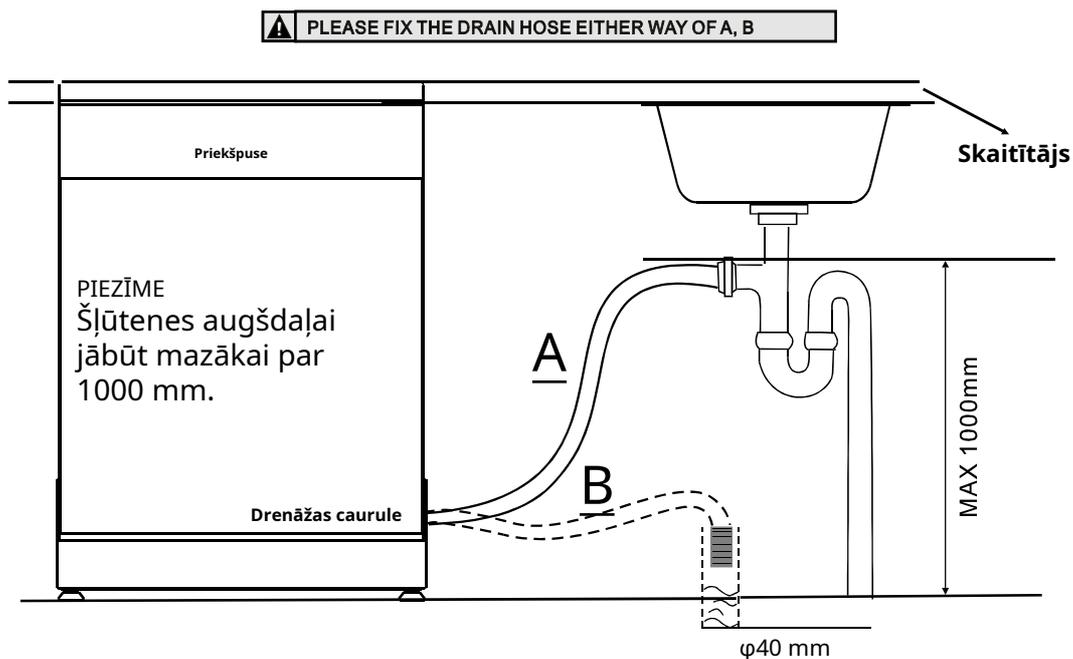 PLEASE FIX THE DRAIN HOSE EITHER WAY OF A, B
Skaitītājs
Priekšpuse
PIEZĪME
Šļūtenes augšdaļai
jābūt mazākai par
1000 mm.
A
B
MAX 1000mm
Drenāžas caurule
φ40 mm